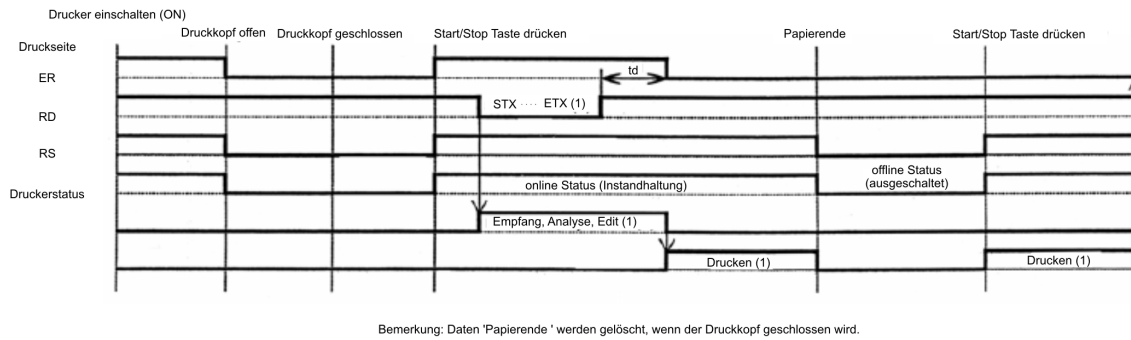 Drucker einschalten (ON)
Druckkopf offen Druckkopf geschlossen Start/Stop Taste drücken Papierende Start/Stop Taste drücken
Druckseite
ER
td
STX ····· ETX (1)
RD
RS
offline Status
(ausgeschaltet)
Druckerstatus
online Status (Instandhaltung)
Empfang, Analyse, Edit (1)
Drucken (1) Drucken (1)
Bemerkung: Daten 'Papierende ' werden gelöscht, wenn der Druckkopf geschlossen wird.